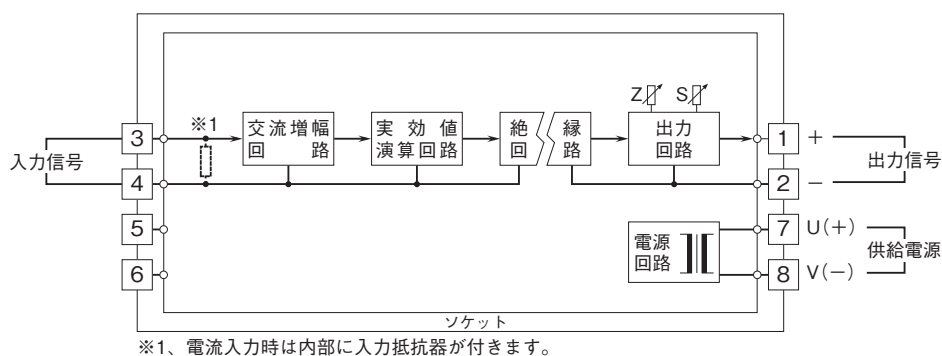 Z S
※1
交流増幅
回路
実効値
演算回路
絶縁
回路
出力
回路
3
4
5
6
入力信号
1 +
2 −
7 U(+)
8 V(−)
出力信号
供給電源
電源
回路
ソケット
※1、電流入力時は内部に入力抵抗器が付きます。